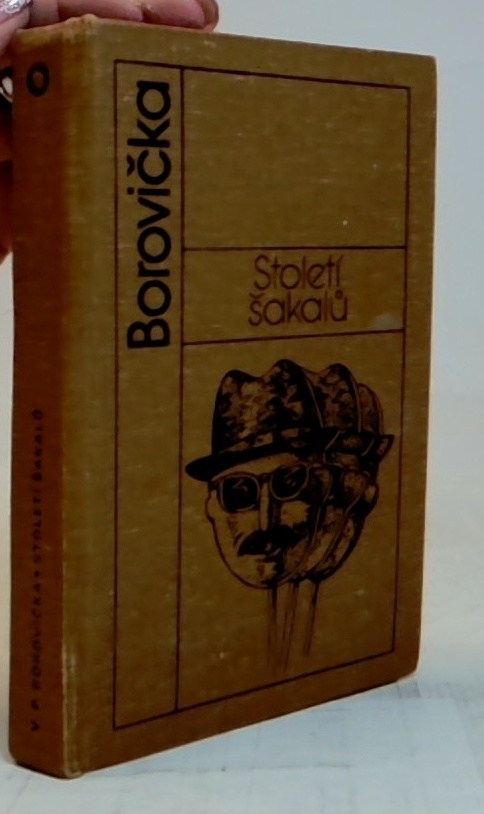 Borovička
Století
šakalů
V. P. BOROVIČKA • STOLETÍ ŠAKALŮ
O